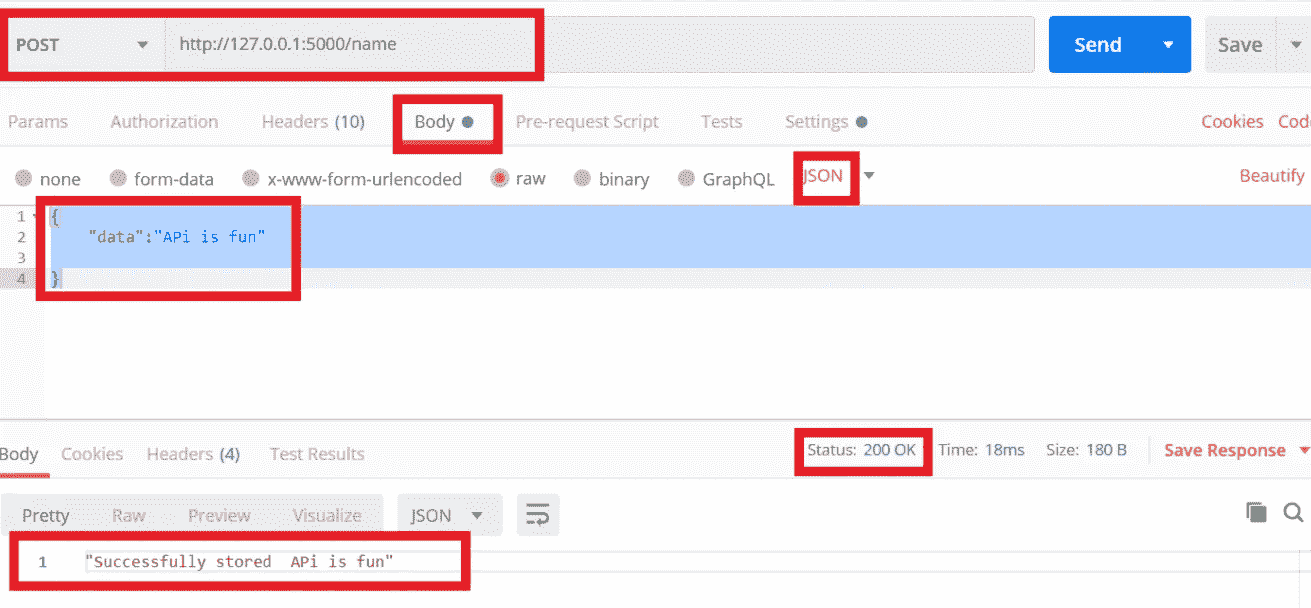 POST http://127.0.0.1:5000/name Send Save
Params Authorization Headers (10) Body Pre-request Script Tests Settings Cookies Cod
none form-data x-www-form-urlencoded raw binary GraphQL JSON Beautify
1 {
2 "data":"APi is fun"
3
4 }
Body Cookies Headers (4) Test Results Status: 200 OK Time: 18ms Size: 180 B Save Response
Pretty Raw Preview Visualize JSON
1 "Successfully stored  APi is fun"